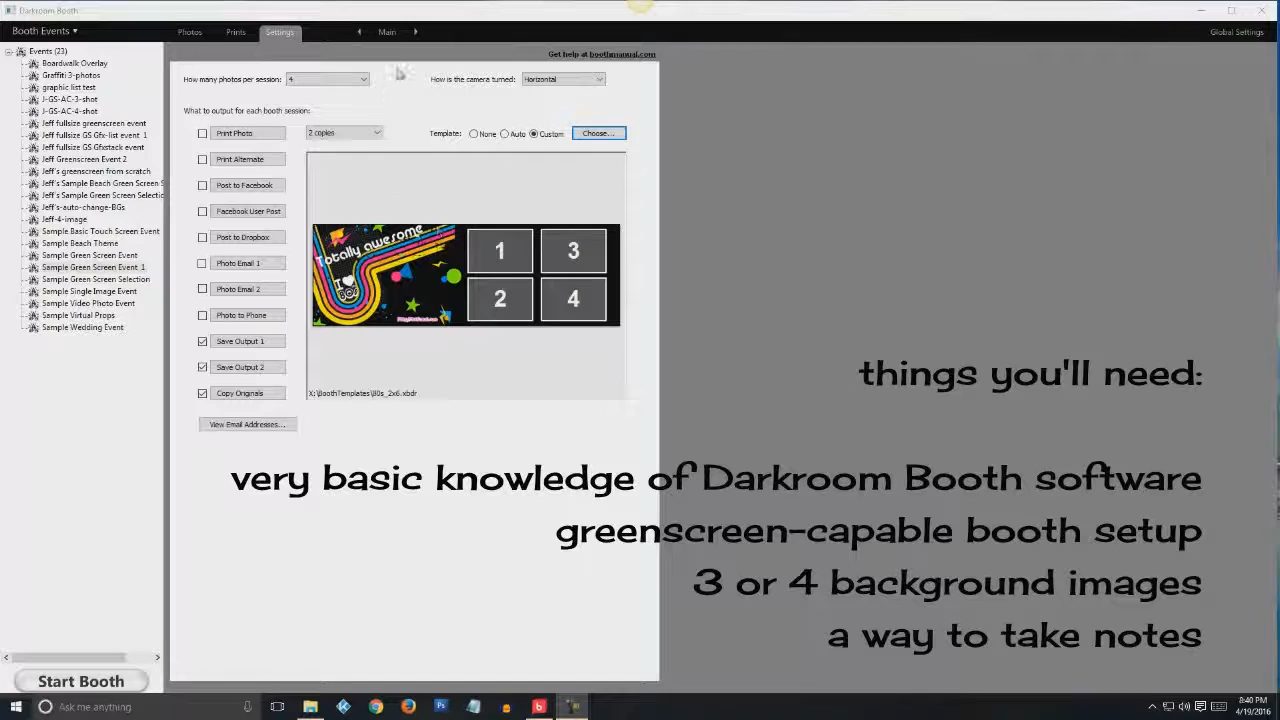 Darkroom Booth
Booth Events
Photos
Prints
Settings
Main
Global Settings
Events (23)
Boardwalk Overlay
Graffiti 3-photos
graphic list test
J-GS-AC-3-shot
J-GS-AC-4-shot
Jeff fullsize greenscreen event
Jeff fullsize GS Gfx-list event 1
Jeff fullsize GS Gfxstack event
Jeff Greenscreen Event 2
Jeff's greenscreen from scratch
Jeff's Sample Beach Green Screen S
Jeff's Sample Green Screen Selectio
Jeff's-auto-change-BGs
Jeff-4-image
Sample Basic Touch Screen Event
Sample Beach Theme
Sample Green Screen Event
Sample Green Screen Event 1
Sample Green Screen Selection
Sample Single Image Event
Sample Video Photo Event
Sample Virtual Props
Sample Wedding Event
Start Booth
Get help at boothmanual.com
How many photos per session: 4
How is the camera turned: Horizontal
What to output for each booth session:
Print Photo
2 copies
Template: None Auto Custom Choose...
Print Alternate
Post to Facebook
Facebook User Post
Post to Dropbox
Photo Email 1
Photo Email 2
Photo to Phone
Save Output 1
Save Output 2
Copy Originals
View Email Addresses...
Totally awesome
I
80s
1 3
2 4
X:\BoothTemplates\80s_2x6.xbdr
things you'll need:
very basic knowledge of Darkroom Booth software
greenscreen-capable booth setup
3 or 4 background images
a way to take notes
Ask me anything
8:40 PM
4/19/2016